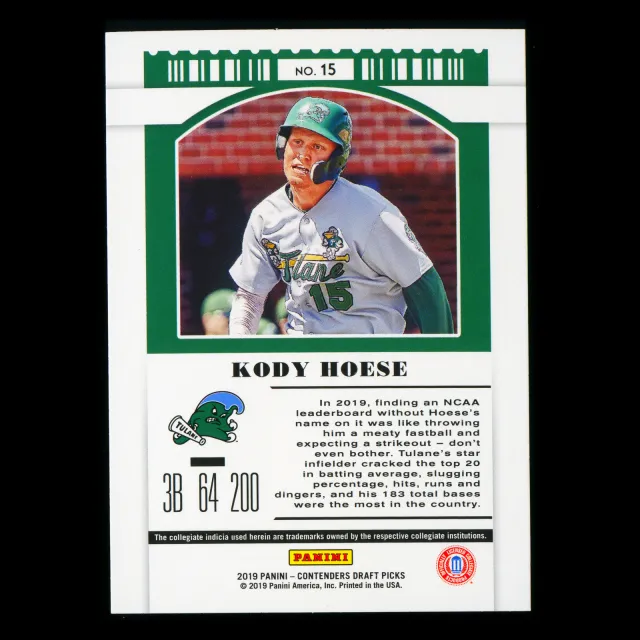 NO. 15
Tulane
15
KODY HOESE
TULANE
3B 64 200
In 2019, finding an NCAA
leaderboard without Hoese's
name on it was like throwing
him a meaty fastball and
expecting a strikeout – don't
even bother. Tulane's star
infielder cracked the top 20
in batting average, slugging
percentage, hits, runs and
dingers, and his 183 total bases
were the most in the country.
The collegiate indicia used herein are trademarks owned by the respective collegiate institutions.
PANINI
2019 PANINI – CONTENDERS DRAFT PICKS
© 2019 Panini America, Inc. Printed in the USA.